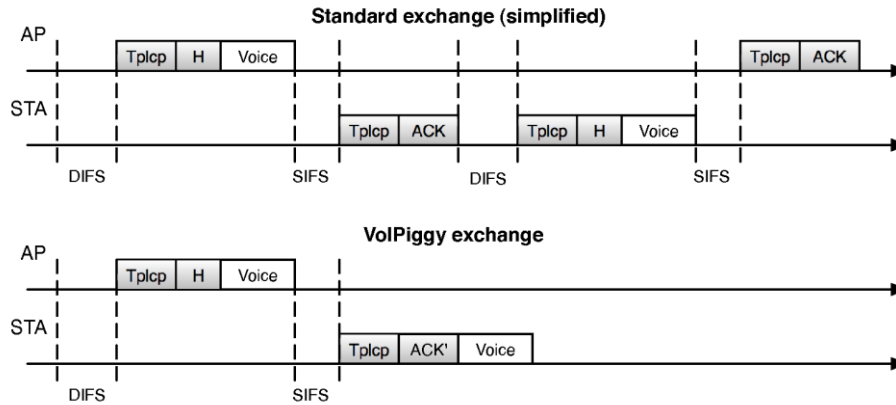 Standard exchange (simplified)
AP
Tplcp H Voice Tplcp ACK
STA
Tplcp ACK Tplcp H Voice
DIFS SIFS DIFS SIFS
VoIPiggy exchange
AP
Tplcp H Voice
STA
Tplcp ACK' Voice
DIFS SIFS